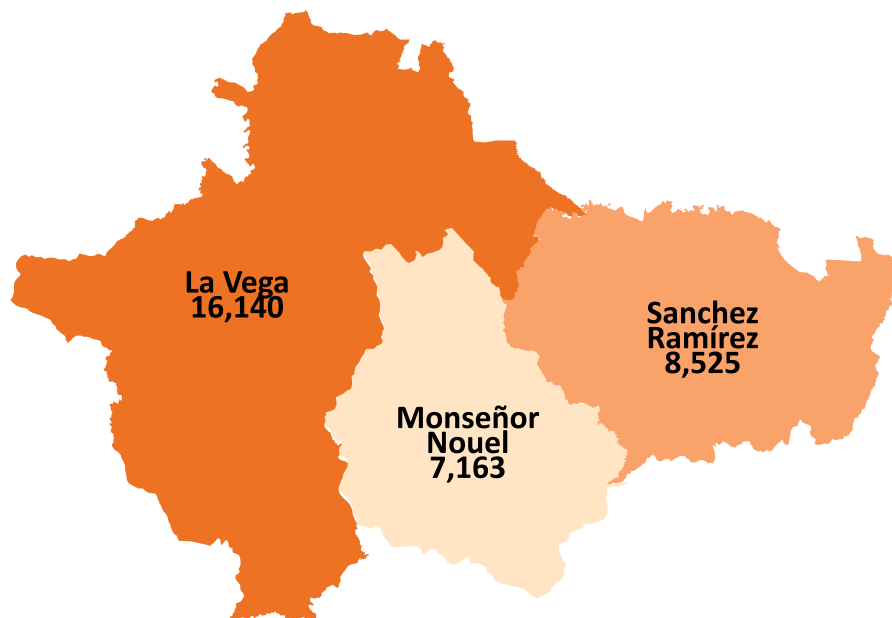 La Vega
16,140
Sanchez
Ramírez
8,525
Monseñor
Nouel
7,163